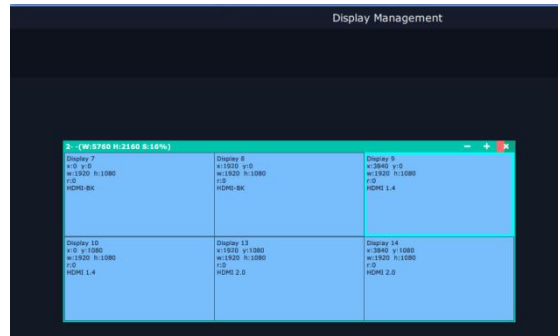 Display Management
2- -(W:5760 H:2160 S:16%)
Display 7
x:0 y:0
w:1920 h:1080
r:0
HDMI-BK
Display 8
x:1920 y:0
w:1920 h:1080
r:0
HDMI-BK
Display 9
x:3840 y:0
w:1920 h:1080
r:0
HDMI 1.4
Display 10
x:0 y:1080
w:1920 h:1080
r:0
HDMI 1.4
Display 13
x:1920 y:1080
w:1920 h:1080
r:0
HDMI 2.0
Display 14
x:3840 y:1080
w:1920 h:1080
r:0
HDMI 2.0